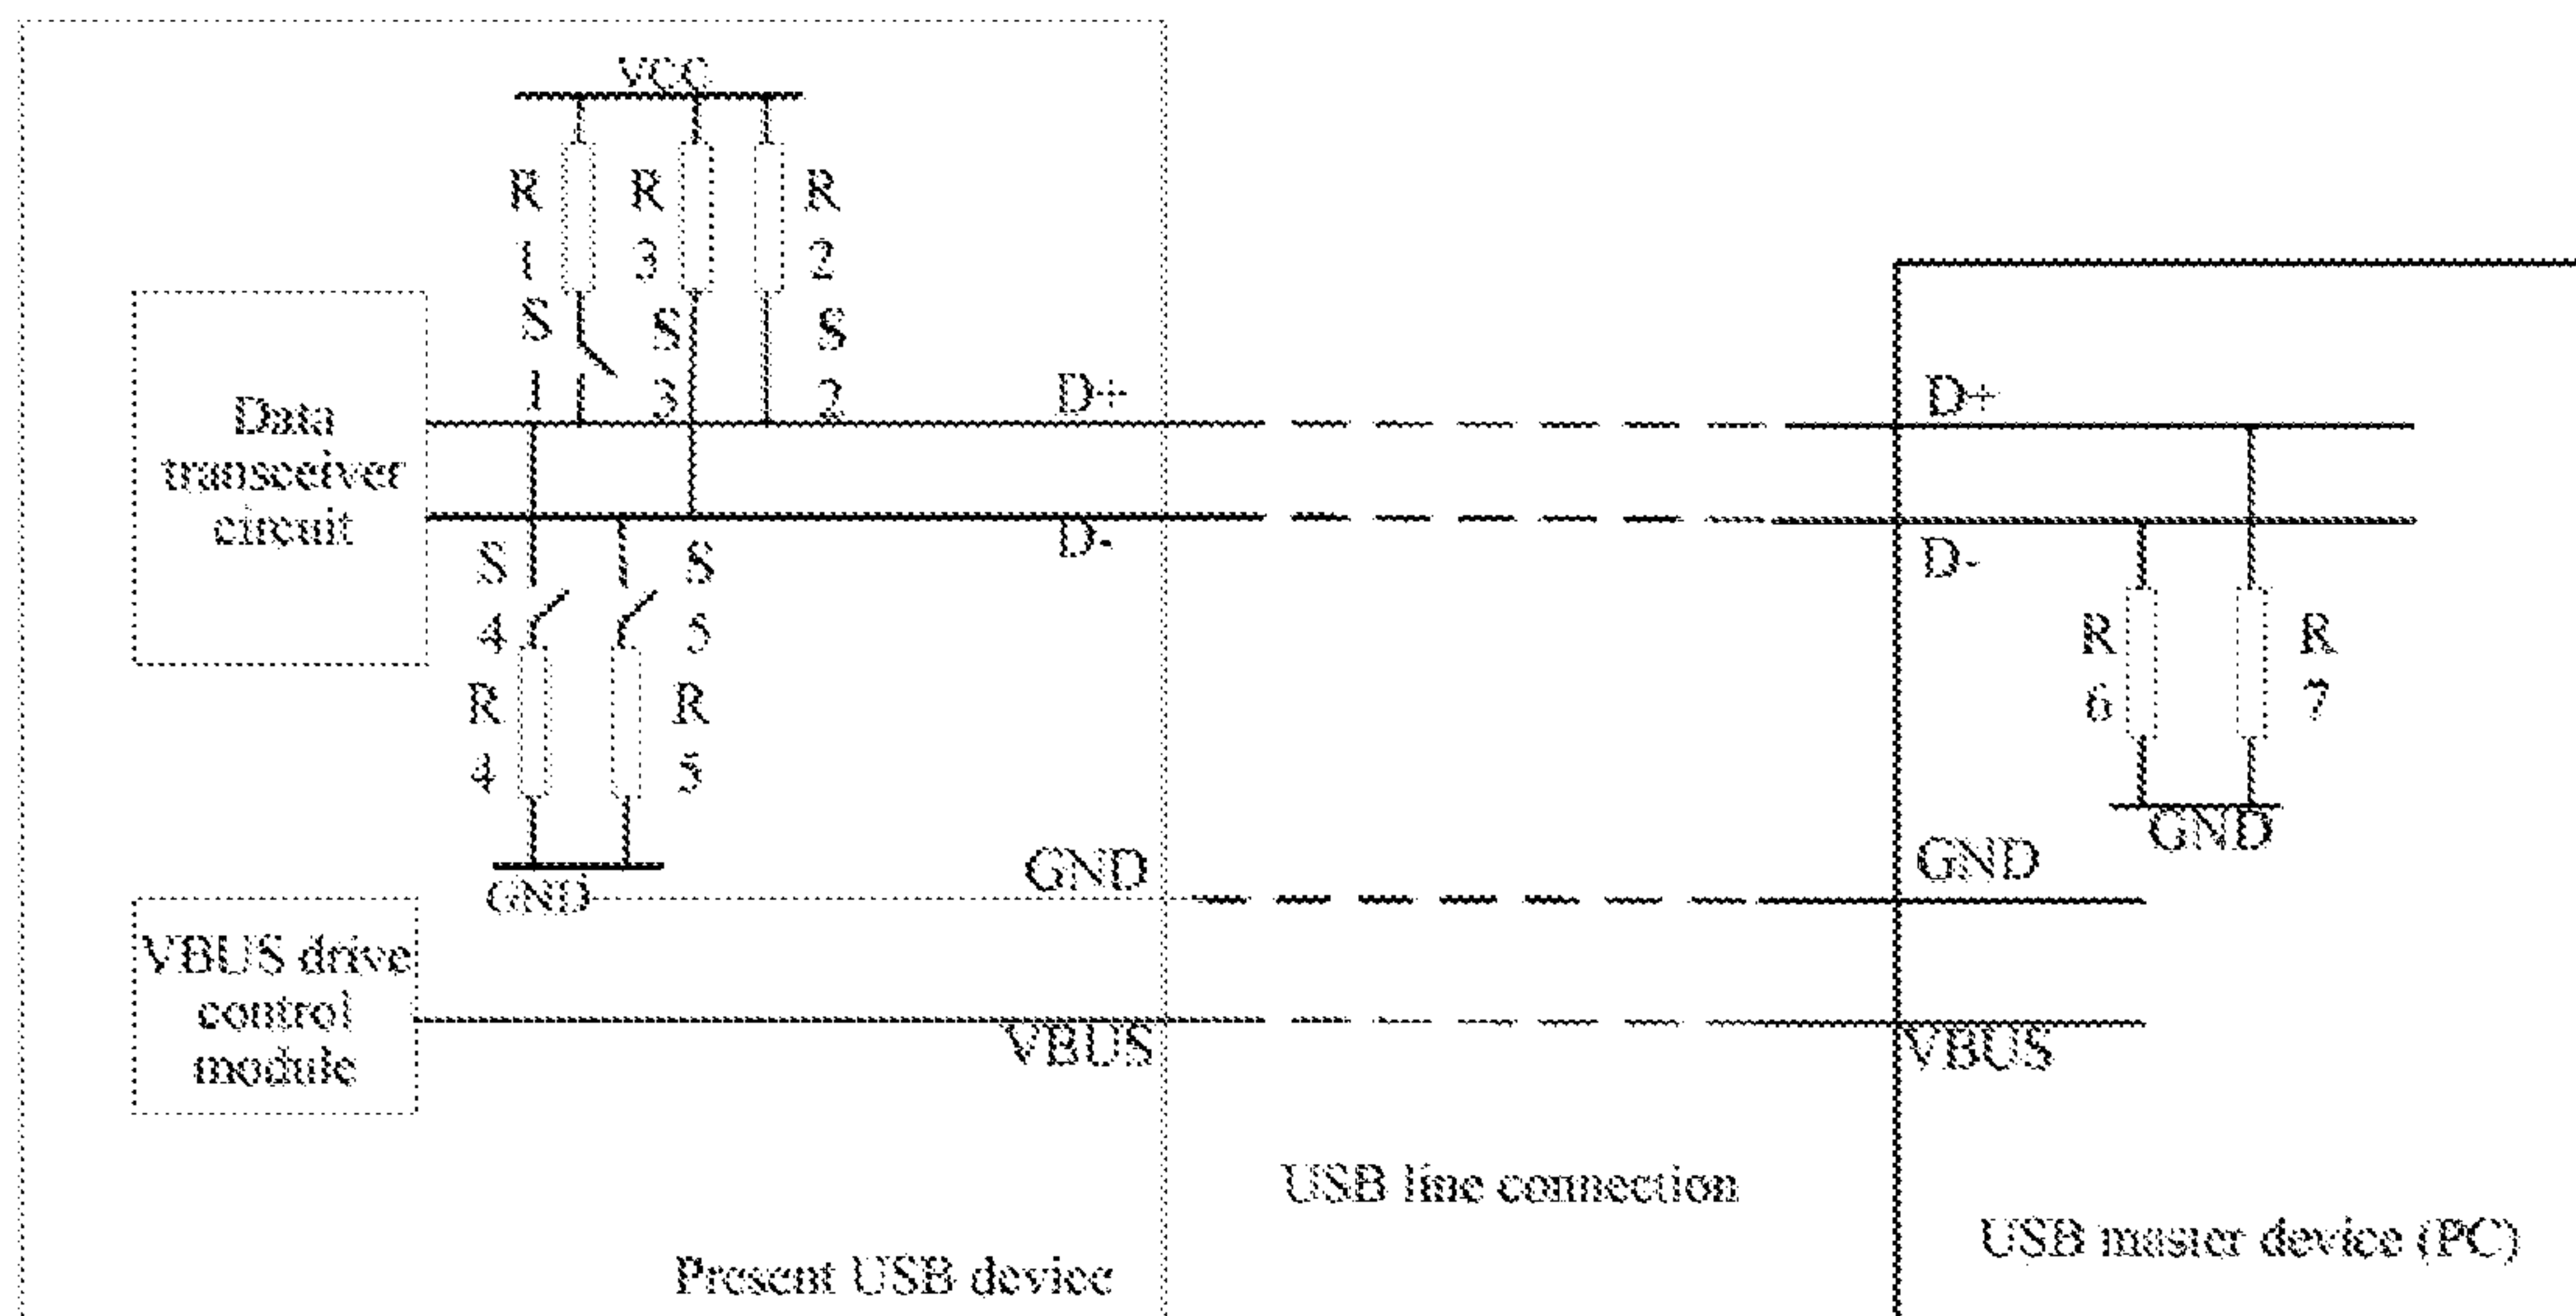 VCC
R
1
R
3
R
2
S
1
S
3
S
2
D+
D+
Data
transceiver
circuit
D-
D-
S
4
S
5
R
4
R
5
R
6
R
7
GND
GND
GND
GND
VBUS drive
control
module
VBUS
VBUS
USB line connection
USB master device (PC)
Present USB device